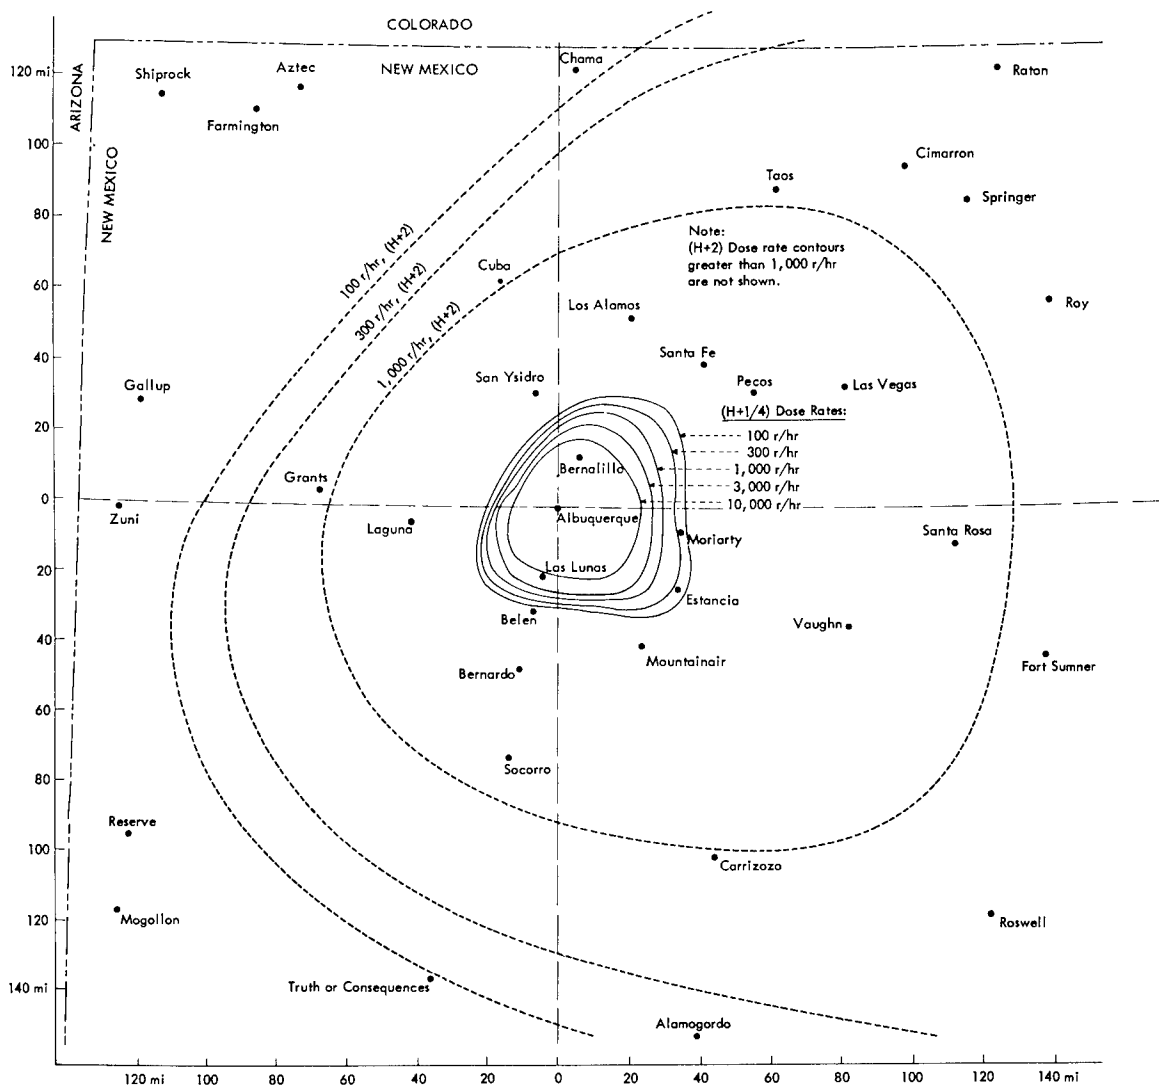 COLORADO
NEW MEXICO
ARIZONA
NEW MEXICO
120 mi
100
80
60
40
20
0
20
40
60
80
100
120
140 mi
Shiprock
Aztec
Farmington
Chama
Raton
Cimarron
Taos
Springer
Note:
(H+2) Dose rate contours
greater than 1,000 r/hr
are not shown.
100 r/hr, (H+2)
300 r/hr, (H+2)
1,000 r/hr, (H+2)
Cuba
Los Alamos
Roy
Santa Fe
San Ysidro
Pecos
Las Vegas
Gallup
(H+1/4) Dose Rates:
100 r/hr
300 r/hr
1,000 r/hr
3,000 r/hr
10,000 r/hr
Bernalillo
Grants
Zuni
Albuquerque
Laguna
Moriarty
Santa Rosa
Las Lunas
Estancia
Belen
Vaughn
Mountainair
Bernardo
Fort Sumner
Socorro
Reserve
Carrizozo
Mogollon
Roswell
Truth or Consequences
Alamogordo
120 mi 100 80 60 40 20 0 20 40 60 80 100 120 140 mi